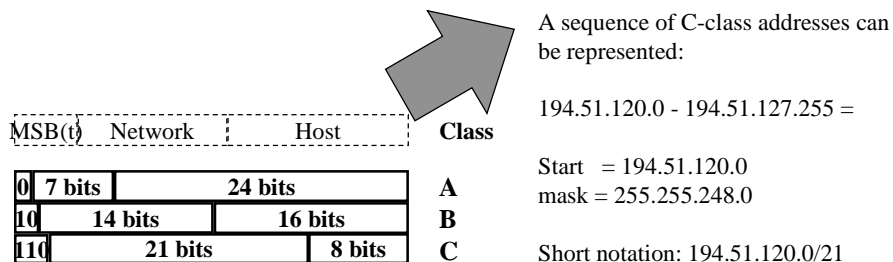 A sequence of C-class addresses can
be represented:
194.51.120.0 - 194.51.127.255 =
Start = 194.51.120.0
mask = 255.255.248.0
Short notation: 194.51.120.0/21
MSB(t) Network Host Class
0 7 bits 24 bits A
10 14 bits 16 bits B
110 21 bits 8 bits C